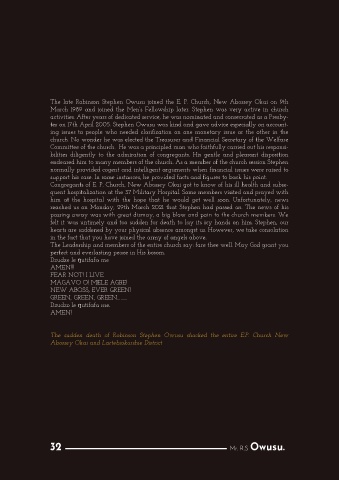 The late Robinson Stephen Owusu joined the E. P. Church, New Abossey Okai on 9th
March 1989 and joined the Men's Fellowship later. Stephen was very active in church
activities. After years of dedicated service, he was nominated and consecrated as a Presby-
ter on 17th April 2005. Stephen Owusu was kind and gave advice especially on account-
ing issues to people who needed clarification on one monetary issue or the other in the
church. No wonder he was elected the Treasurer and Financial Secretary of the Welfare
Committee of the church. He was a principled man who faithfully carried out his responsi-
bilities diligently to the admiration of congregants. His gentle and pleasant disposition
endeared him to many members of the church. As a member of the church session Stephen
normally provided cogent and intelligent arguments when financial issues were raised to
support his case. In some instances, he provided facts and figures to back his point.
Congregants of E. P. Church, New Abossey Okai got to know of his ill health and subse-
quent hospitalization at the 37 Military Hospital. Some members visited and prayed with
him at the hospital with the hope that he would get well soon. Unfortunately, news
reached us on Monday, 29th March 2021 that Stephen had passed on. The news of his
passing away was with great dismay, a big blow and pain to the church members. We
felt it was untimely and too sudden for death to lay its icy hands on him. Stephen, our
hearts are saddened by your physical absence amongst us. However, we take consolation
in the fact that you have joined the army of angels above.
The Leadership and members of the entire church say: fare thee well. May God grant you
perfect and everlasting peace in His bosom.
Dzudzɔ le ŋutifafa me.
AMEN!!!
FEAR NOT! I LIVE
MAGAVO O! MELE AGBE!
NEW ABOSS, EVER GREEN!
GREEN, GREEN, GREEN.......
Dzudzɔ le ŋutifafa me.
AMEN!
The sudden death of Robinson Stephen Owusu shocked the entire E.P. Church New
Abossey Okai and Lartebiokorshie District
32
Mr. R.S Owusu.